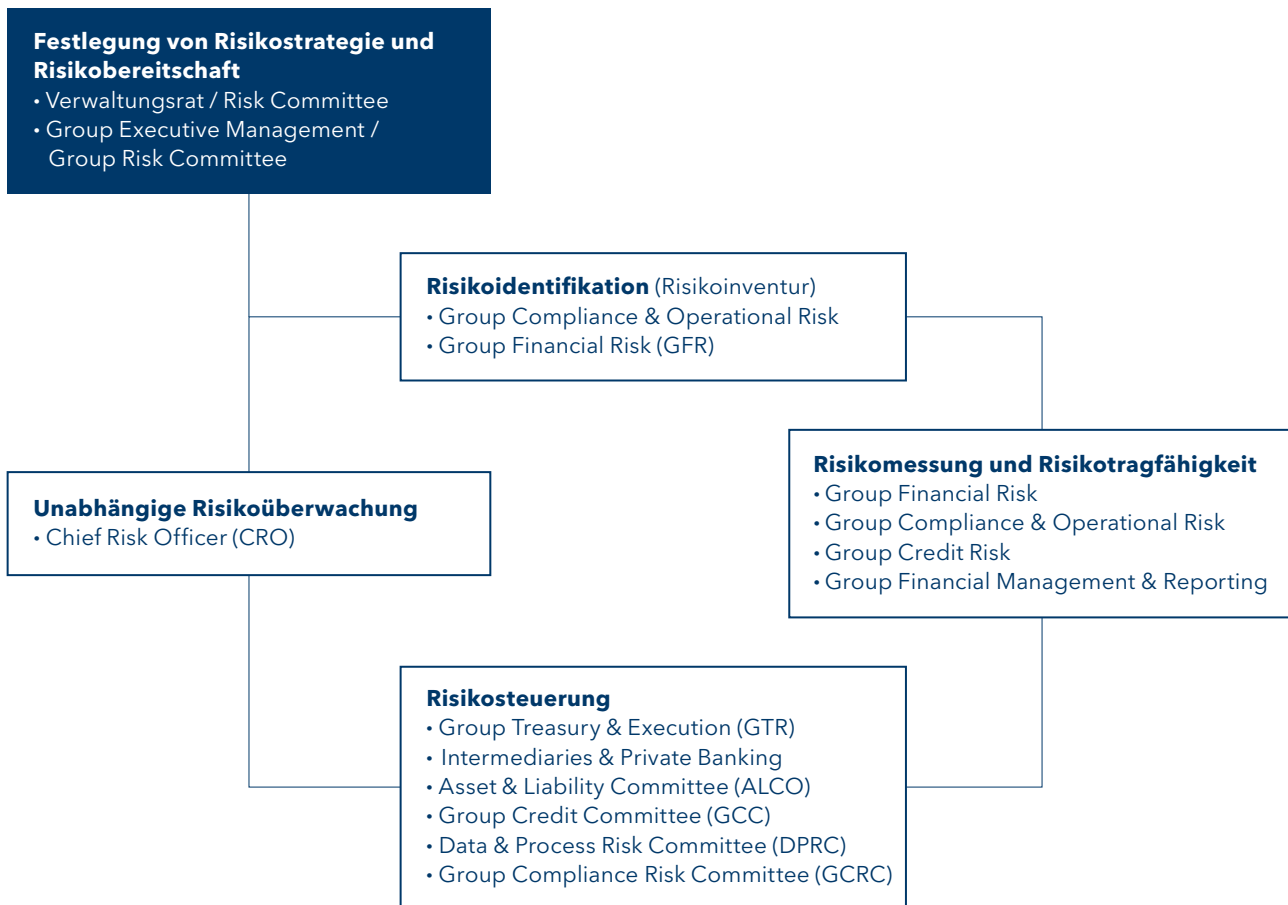 Festlegung von Risikostrategie und
Risikobereitschaft
• Verwaltungsrat / Risk Committee
• Group Executive Management /
Group Risk Committee
Risikoidentifikation (Risikoinventur)
• Group Compliance & Operational Risk
• Group Financial Risk (GFR)
Risikomessung und Risikotragfähigkeit
• Group Financial Risk
• Group Compliance & Operational Risk
• Group Credit Risk
• Group Financial Management & Reporting
Unabhängige Risikoüberwachung
• Chief Risk Officer (CRO)
Risikosteuerung
• Group Treasury & Execution (GTR)
• Intermediaries & Private Banking
• Asset & Liability Committee (ALCO)
• Group Credit Committee (GCC)
• Data & Process Risk Committee (DPRC)
• Group Compliance Risk Committee (GCRC)